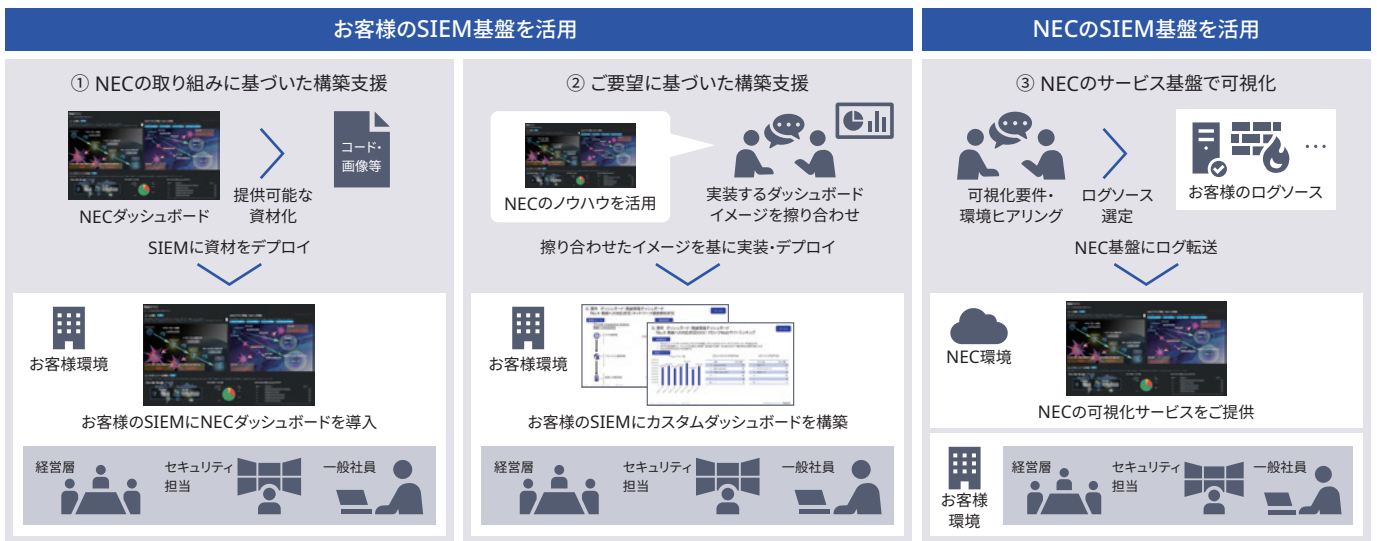 お客様のSIEM基盤を活用
① NECの取り組みに基づいた構築支援
コード・
画像等
提供可能な
資材化
NECダッシュボード
SIEMに資材をデプロイ
お客様環境
お客様のSIEMにNECダッシュボードを導入
経営層
セキュリティ
担当
一般社員
② ご要望に基づいた構築支援
NECのノウハウを活用
実装するダッシュボード
イメージを擦り合わせ
擦り合わせたイメージを基に実装・デプロイ
お客様環境
お客様のSIEMにカスタムダッシュボードを構築
経営層
セキュリティ
担当
一般社員
NECのSIEM基盤を活用
③ NECのサービス基盤で可視化
可視化要件・
環境ヒアリング
ログソース
選定
…
お客様のログソース
NEC基盤にログ転送
NEC環境
NECの可視化サービスをご提供
お客様
環境
経営層
セキュリティ
担当
一般社員